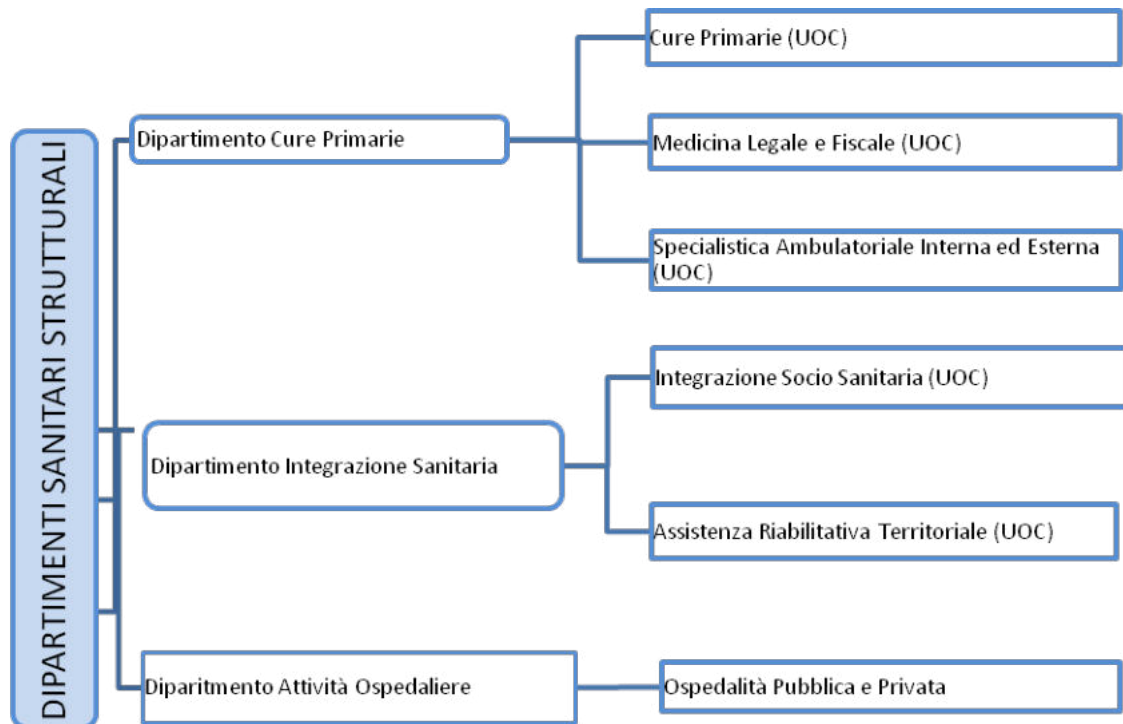 DIPARTIMENTI SANITARI STRUTTURALI
Dipartimento Cure Primarie
Cure Primarie (UOC)
Medicina Legale e Fiscale (UOC)
Specialistica Ambulatoriale Interna ed Esterna
(UOC)
Dipartimento Integrazione Sanitaria
Integrazione Socio Sanitaria (UOC)
Assistenza Riabilitativa Territoriale (UOC)
Diparitmento Attività Ospedaliere
Ospedalità Pubblica e Privata